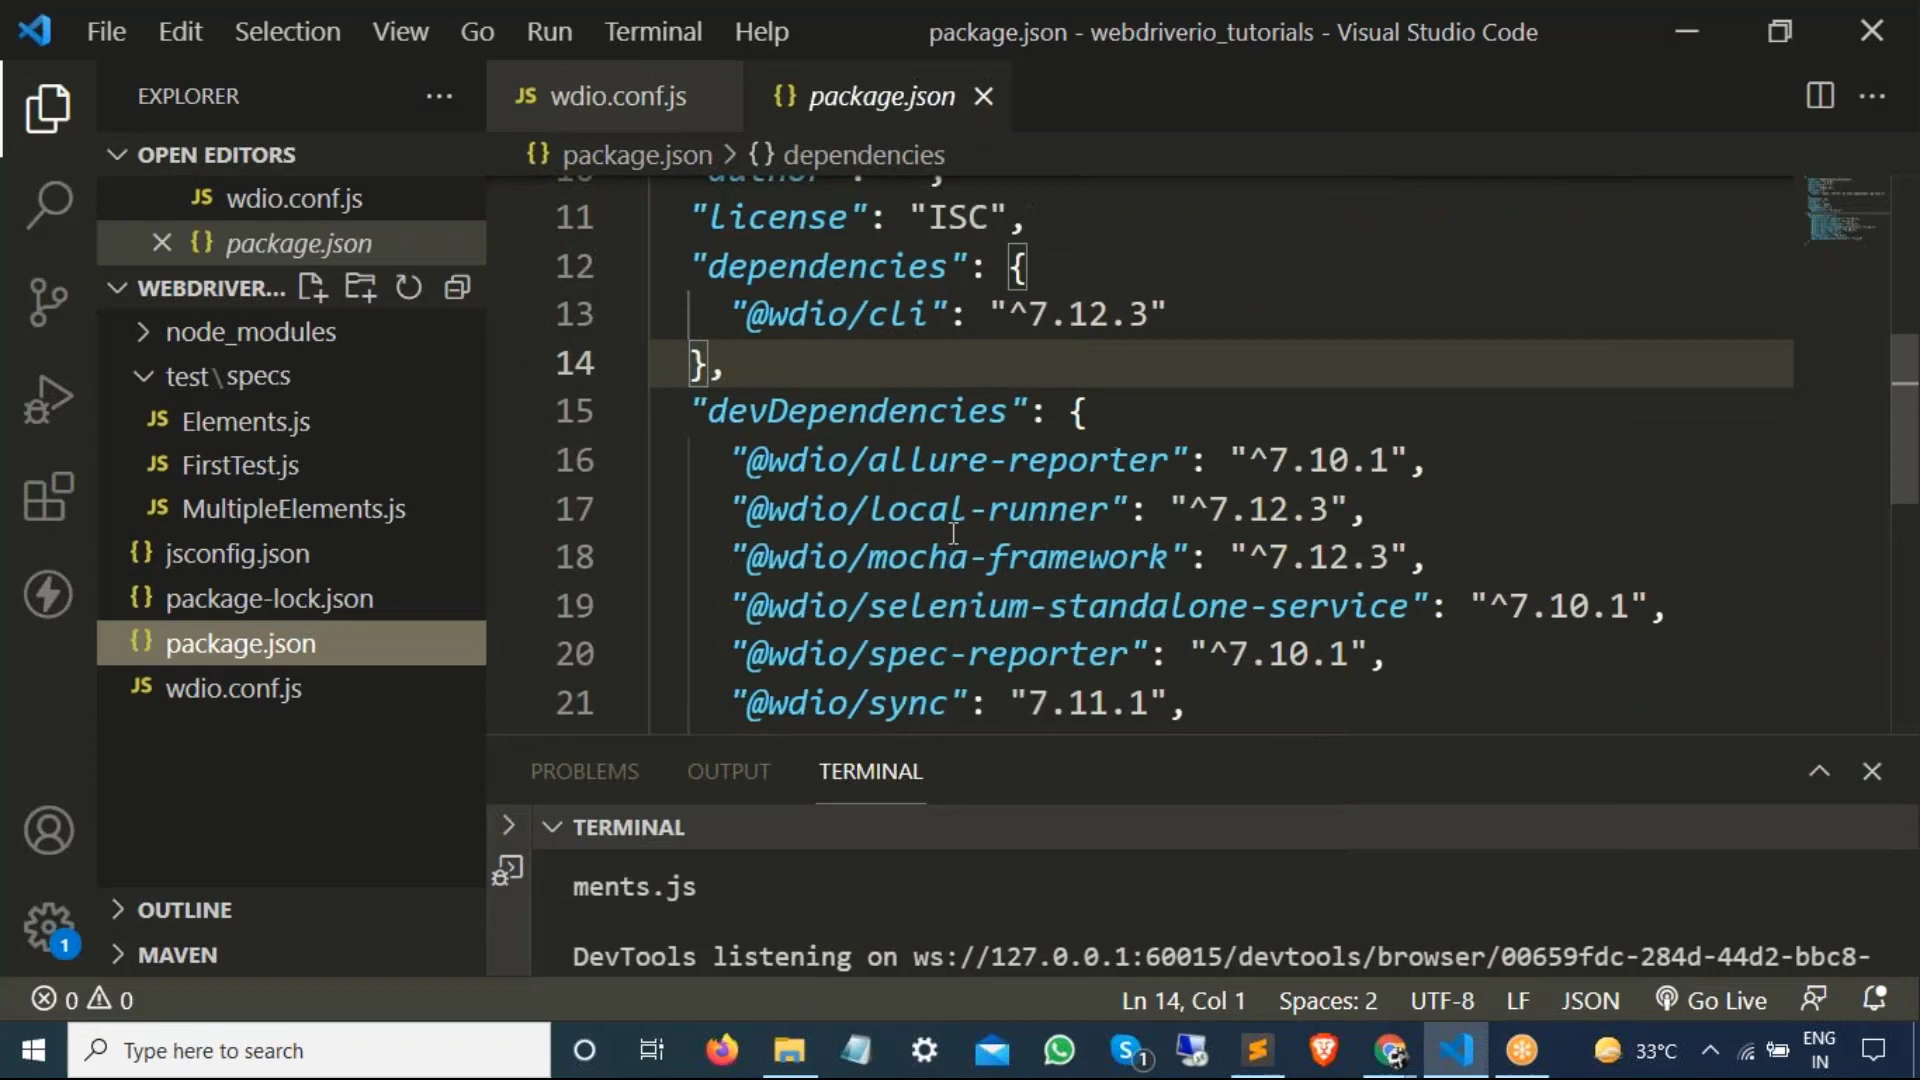 File Edit Selection View Go Run Terminal Help package.json - webdriverio_tutorials - Visual Studio Code
EXPLORER
JS wdio.conf.js {} package.json
OPEN EDITORS
JS wdio.conf.js
{} package.json
WEBDRIVER...
node_modules
test\specs
JS Elements.js
JS FirstTest.js
JS MultipleElements.js
{} jsconfig.json
{} package-lock.json
{} package.json
JS wdio.conf.js
OUTLINE
MAVEN
{} package.json > {} dependencies
10 "author": "",
11 "license": "ISC",
12 "dependencies": {
13 "@wdio/cli": "^7.12.3"
14 },
15 "devDependencies": {
16 "@wdio/allure-reporter": "^7.10.1",
17 "@wdio/local-runner": "^7.12.3",
18 "@wdio/mocha-framework": "^7.12.3",
19 "@wdio/selenium-standalone-service": "^7.10.1",
20 "@wdio/spec-reporter": "^7.10.1",
21 "@wdio/sync": "7.11.1",
PROBLEMS OUTPUT TERMINAL
TERMINAL
ments.js
DevTools listening on ws://127.0.0.1:60015/devtools/browser/00659fdc-284d-44d2-bbc8-
1
0 0 Ln 14, Col 1 Spaces: 2 UTF-8 LF JSON Go Live
Type here to search
S 1
33°C
ENG
IN